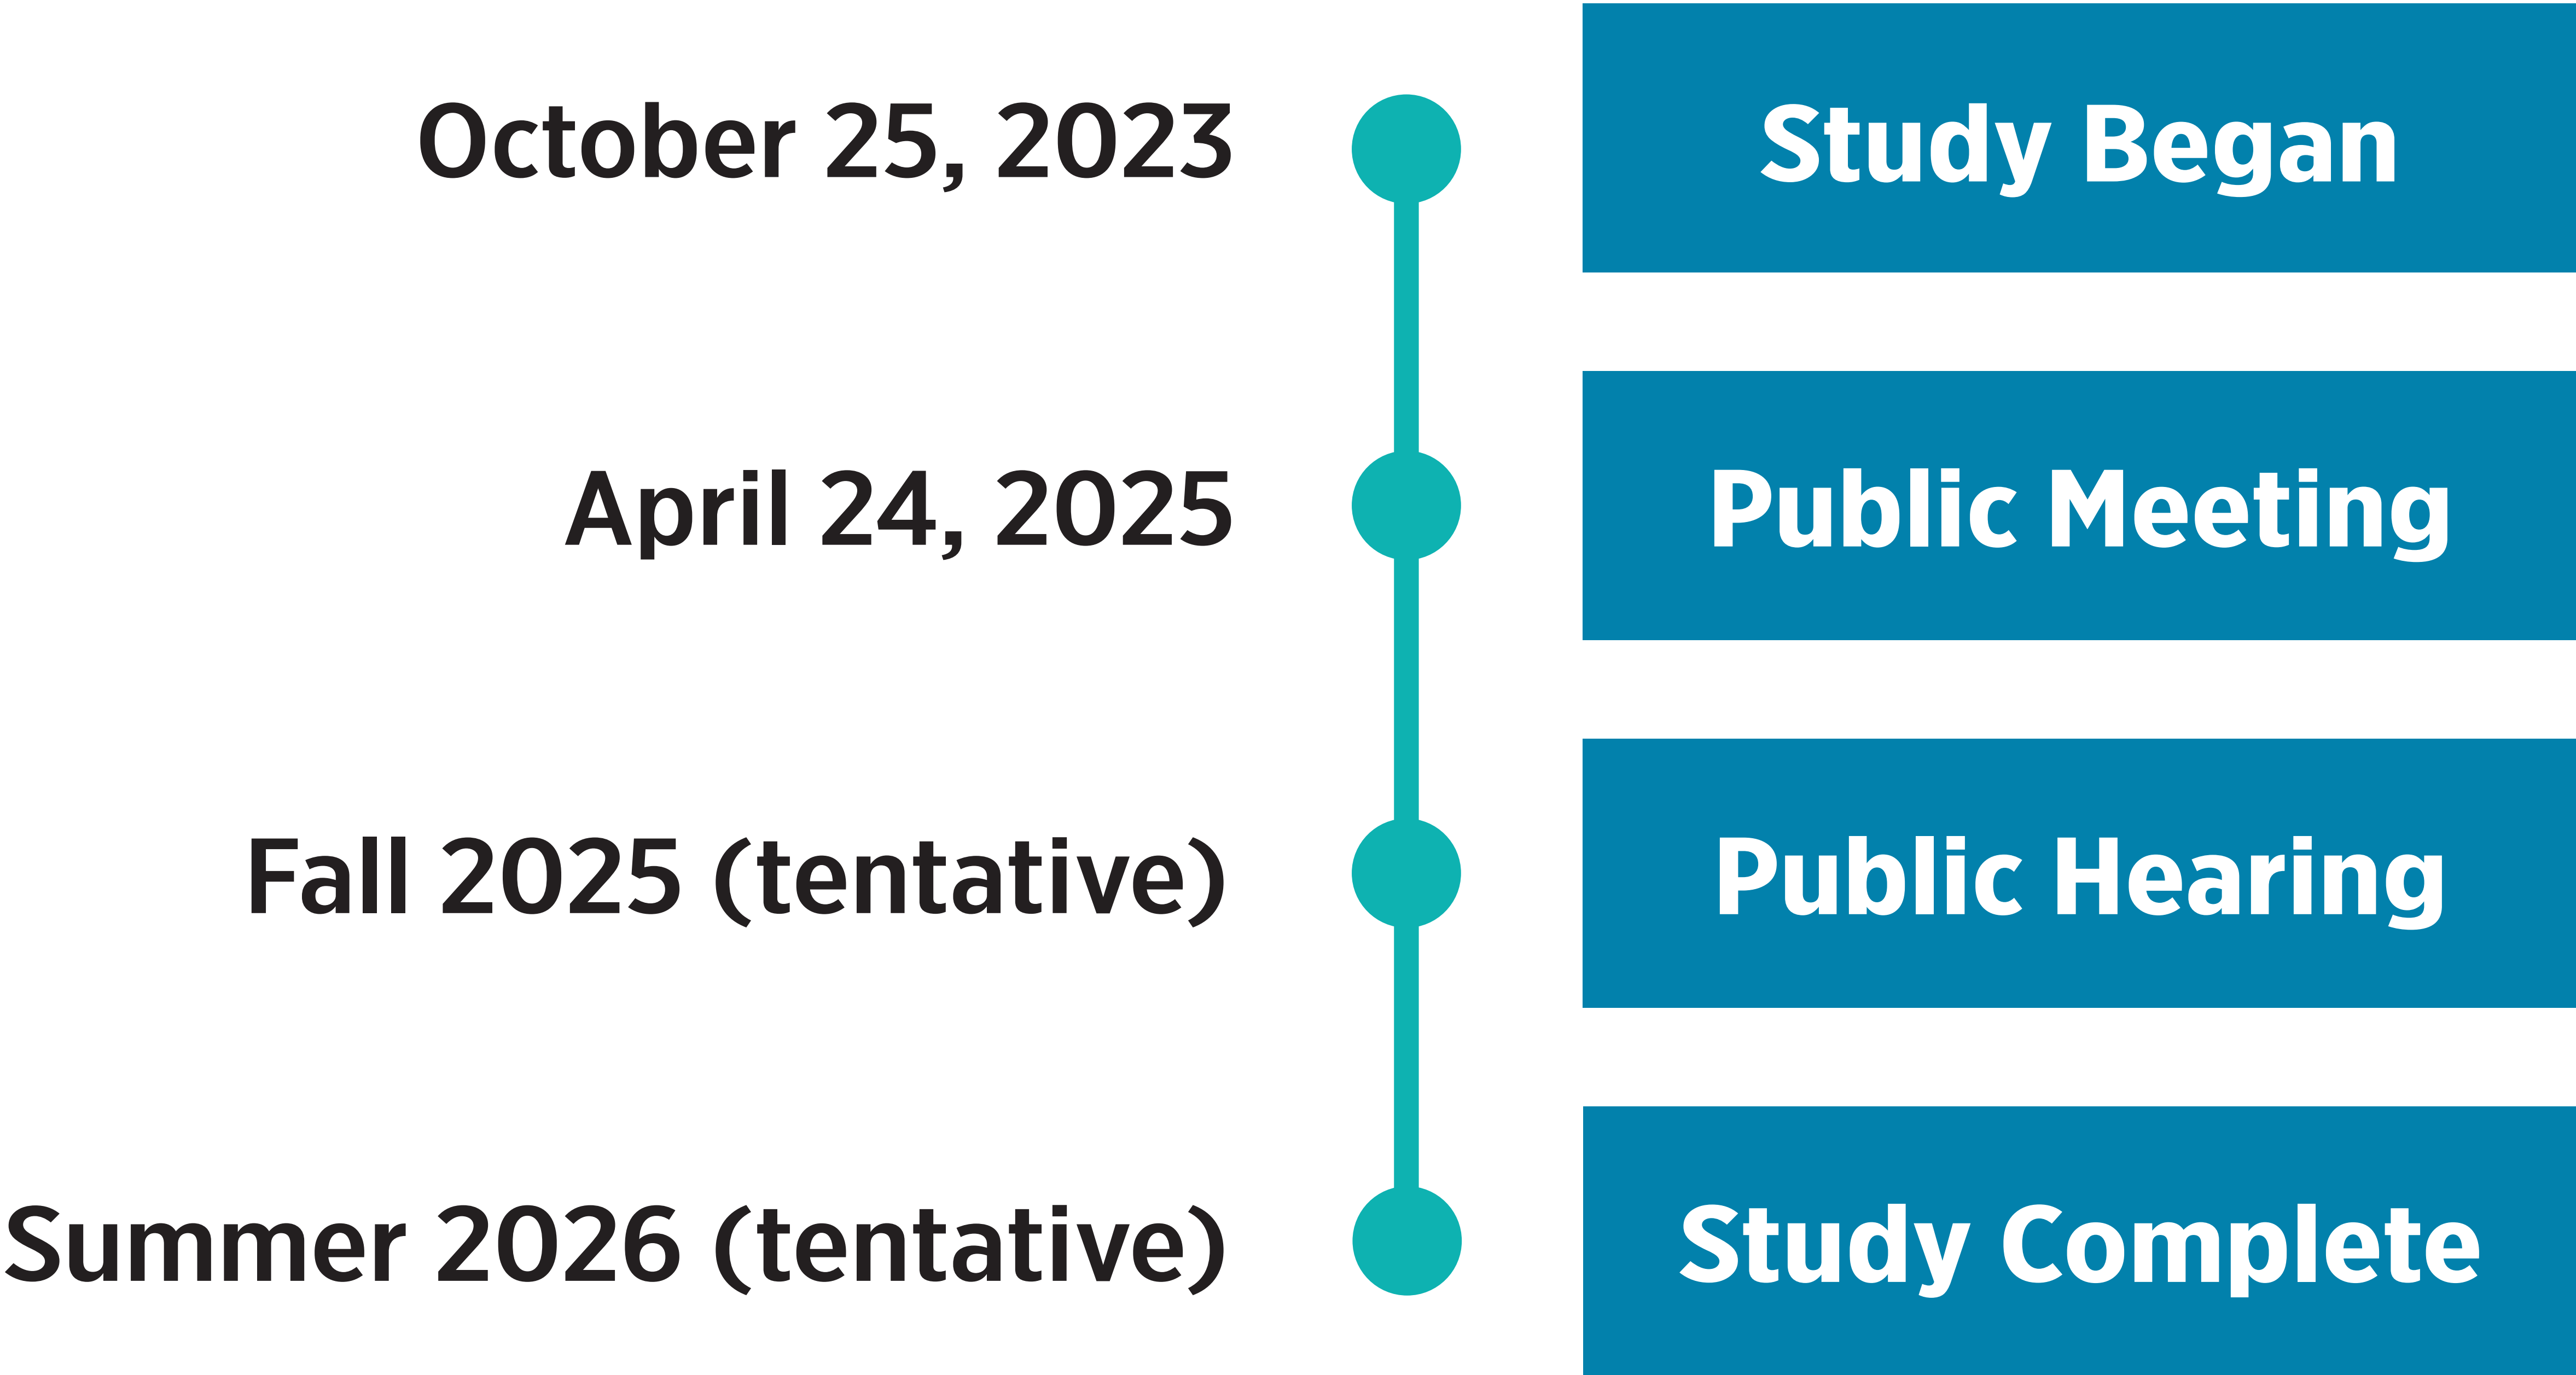 October 25, 2023 Study Began
April 24, 2025 Public Meeting
Fall 2025 (tentative) Public Hearing
Summer 2026 (tentative) Study Complete